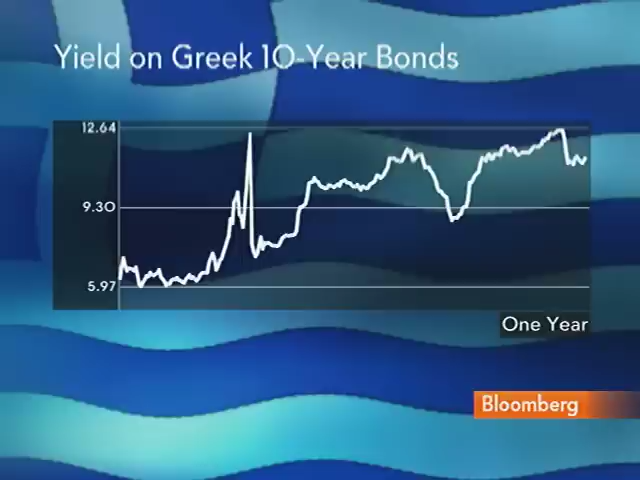 Yield on Greek 10-Year Bonds
12.64
9.30
5.97
One Year
Bloomberg